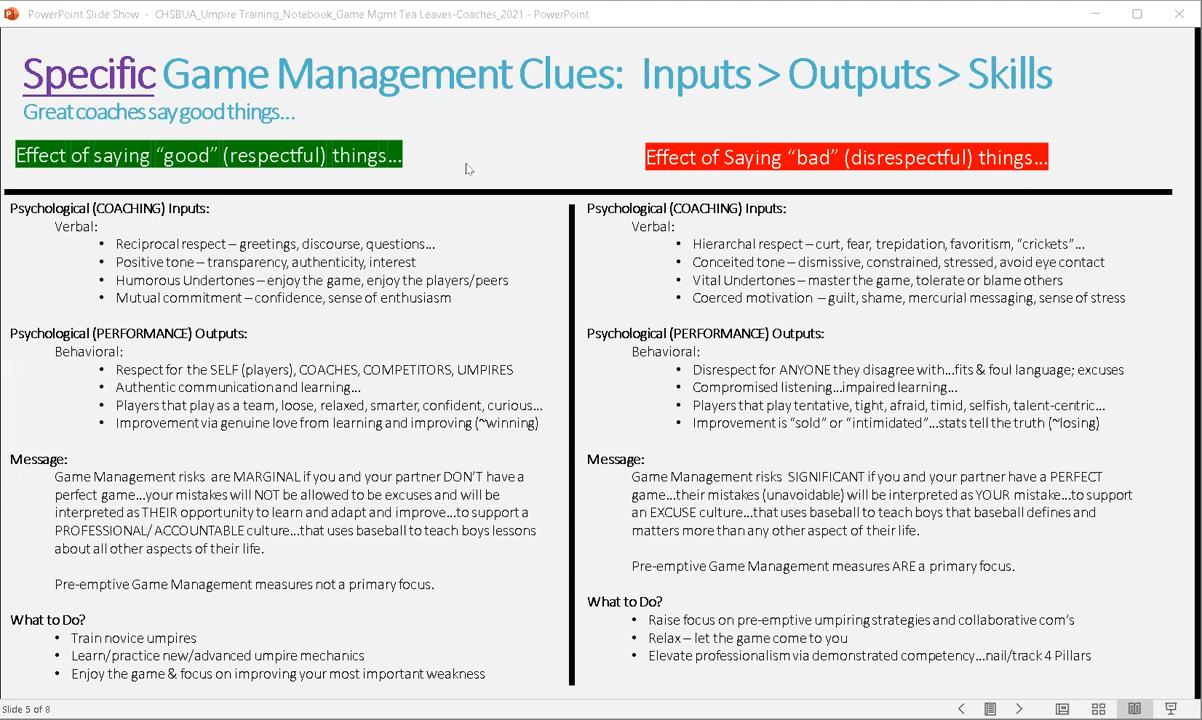 PowerPoint Slide Show - CHSBUA_Umpire Training_Notebook_Game Mgmt Tea Leaves-Coaches_2021 - PowerPoint
Specific Game Management Clues: Inputs > Outputs > Skills
Great coaches say good things...
Effect of saying “good” (respectful) things...
Psychological (COACHING) Inputs:
Verbal:
• Reciprocal respect – greetings, discourse, questions...
• Positive tone – transparency, authenticity, interest
• Humorous Undertones – enjoy the game, enjoy the players/peers
• Mutual commitment – confidence, sense of enthusiasm
Psychological (PERFORMANCE) Outputs:
Behavioral:
• Respect for the SELF (players), COACHES, COMPETITORS, UMPIRES
• Authentic communication and learning...
• Players that play as a team, loose, relaxed, smarter, confident, curious...
• Improvement via genuine love from learning and improving (~winning)
Message:
Game Management risks are MARGINAL if you and your partner DON’T have a
perfect game...your mistakes will NOT be allowed to be excuses and will be
interpreted as THEIR opportunity to learn and adapt and improve...to support a
PROFESSIONAL/ ACCOUNTABLE culture...that uses baseball to teach boys lessons
about all other aspects of their life.
Pre-emptive Game Management measures not a primary focus.
What to Do?
• Train novice umpires
• Learn/practice new/advanced umpire mechanics
• Enjoy the game & focus on improving your most important weakness
Effect of Saying “bad” (disrespectful) things...
Psychological (COACHING) Inputs:
Verbal:
• Hierarchal respect – curt, fear, trepidation, favoritism, “crickets”...
• Conceited tone – dismissive, constrained, stressed, avoid eye contact
• Vital Undertones – master the game, tolerate or blame others
• Coerced motivation – guilt, shame, mercurial messaging, sense of stress
Psychological (PERFORMANCE) Outputs:
Behavioral:
• Disrespect for ANYONE they disagree with...fits & foul language; excuses
• Compromised listening...impaired learning...
• Players that play tentative, tight, afraid, timid, selfish, talent-centric...
• Improvement is “sold” or “intimidated”...stats tell the truth (~losing)
Message:
Game Management risks SIGNIFICANT if you and your partner have a PERFECT
game...their mistakes (unavoidable) will be interpreted as YOUR mistake...to support
an EXCUSE culture...that uses baseball to teach boys that baseball defines and
matters more than any other aspect of their life.
Pre-emptive Game Management measures ARE a primary focus.
What to Do?
• Raise focus on pre-emptive umpiring strategies and collaborative com’s
• Relax – let the game come to you
• Elevate professionalism via demonstrated competency...nail/track 4 Pillars
Slide 5 of 8